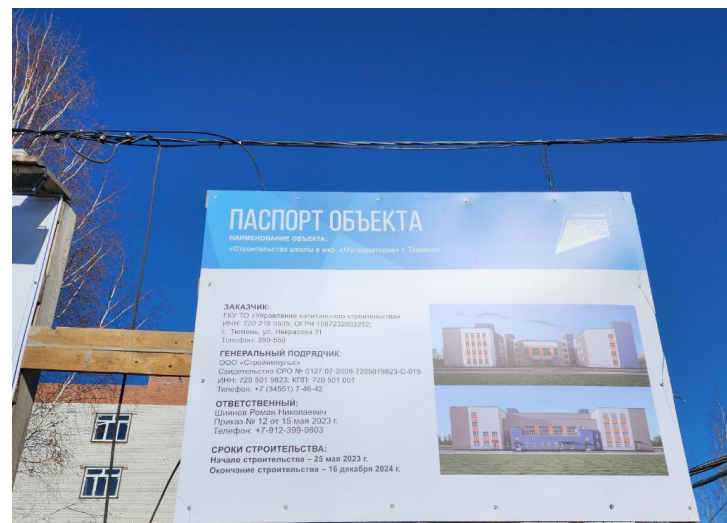 ПАСПОРТ ОБЪЕКТА
НАИМЕНОВАНИЕ ОБЪЕКТА:
«Строительство школы в мкр. «Мелиораторов» г. Тюмени»
ЗАКАЗЧИК:
ГКУ ТО «Управление капитального строительства»
ИНН: 720 218 0535; ОГРН 1087232002252;
г. Тюмень, ул. Некрасова 11
Телефон: 399-559
ГЕНЕРАЛЬНЫЙ ПОДРЯДЧИК:
ООО «Стройимпульс»
Свидетельство СРО № 0127.07-2009-7205019823-С-015
ИНН: 720 501 9823; КПП: 720 501 001
Телефон: +7 (34551) 7-46-42
ОТВЕТСТВЕННЫЙ:
Шиянов Роман Николаевич
Приказ № 12 от 15 мая 2023 г.
Телефон: +7-912-399-0803
СРОКИ СТРОИТЕЛЬСТВА:
Начало строительства – 25 мая 2023 г.
Окончание строительства – 16 декабря 2024 г.